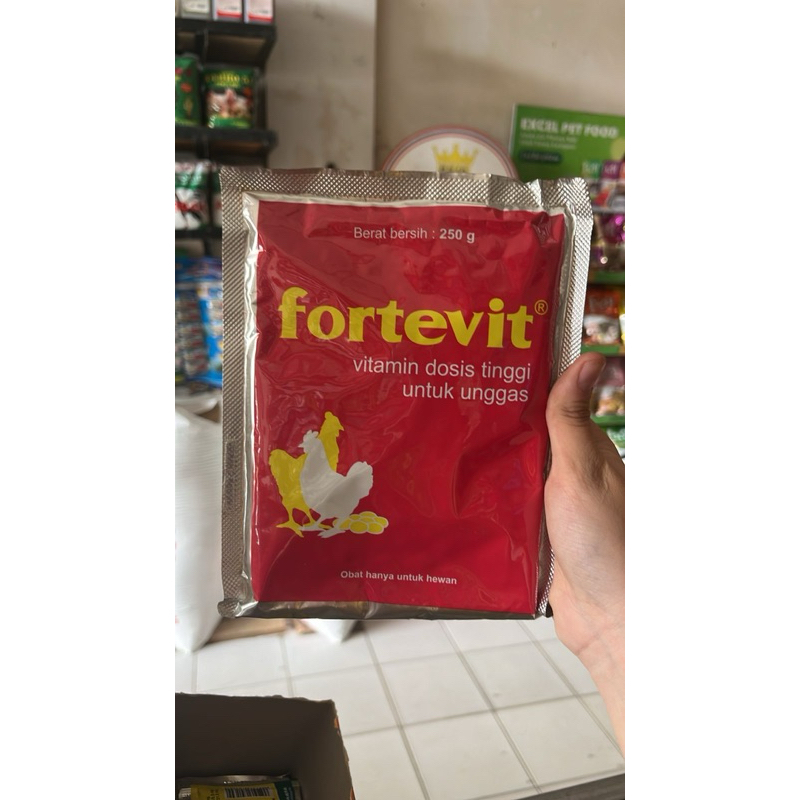 EXCEL PET FOOD
Berat bersih : 250 g
fortevit®
vitamin dosis tinggi
untuk unggas
Obat hanya untuk hewan